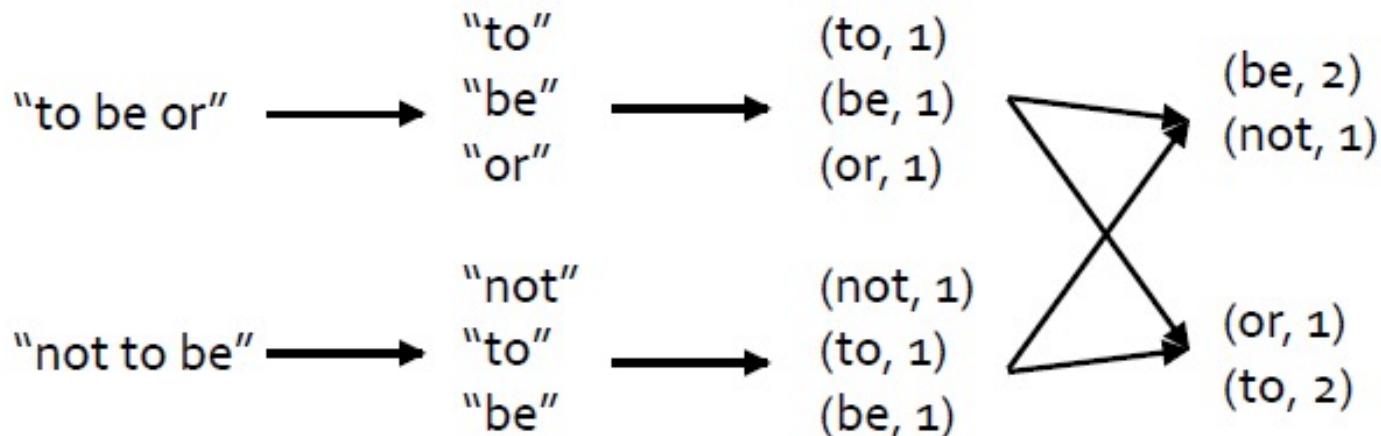 “to be or”
“to”
“be”
“or”
(to, 1)
(be, 1)
(or, 1)
(be, 2)
(not, 1)
“not to be”
“not”
“to”
“be”
(not, 1)
(to, 1)
(be, 1)
(or, 1)
(to, 2)